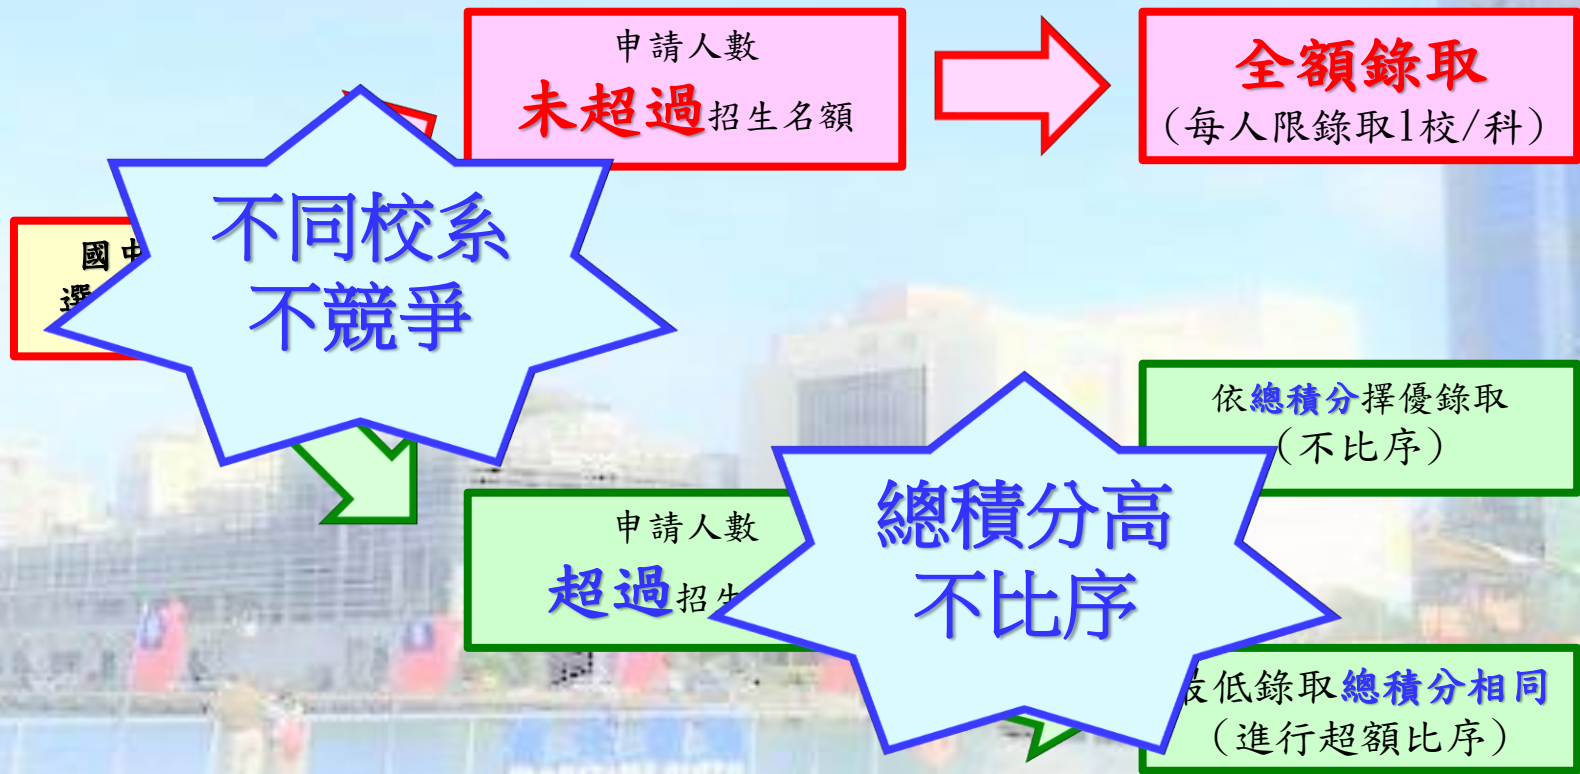 申請人數
未超過招生名額
全額錄取
(每人限錄取1校/科)
不同校系
不競爭
國中
選
依總積分擇優錄取
(不比序)
申請人數
超過招生
總積分高
不比序
最低錄取總積分相同
(進行超額比序)